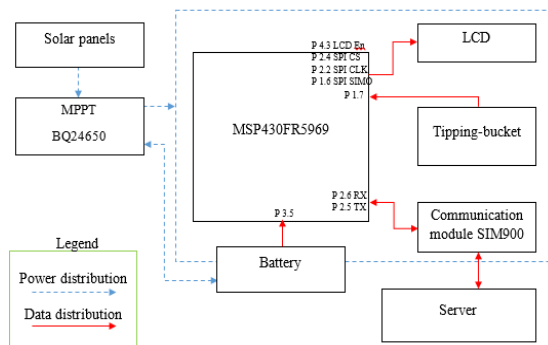 Solar panels
MPPT
BQ24650
P 4.3 LCD En
P 2.4 SPI CS
P 2.2 SPI CLK
P 1.6 SPI SIMO
P 1.7
MSP430FR5969
P 2.6 RX
P 2.5 TX
P 3.5
LCD
Tipping-bucket
Communication
module SIM900
Battery
Server
Legend
Power distribution
Data distribution